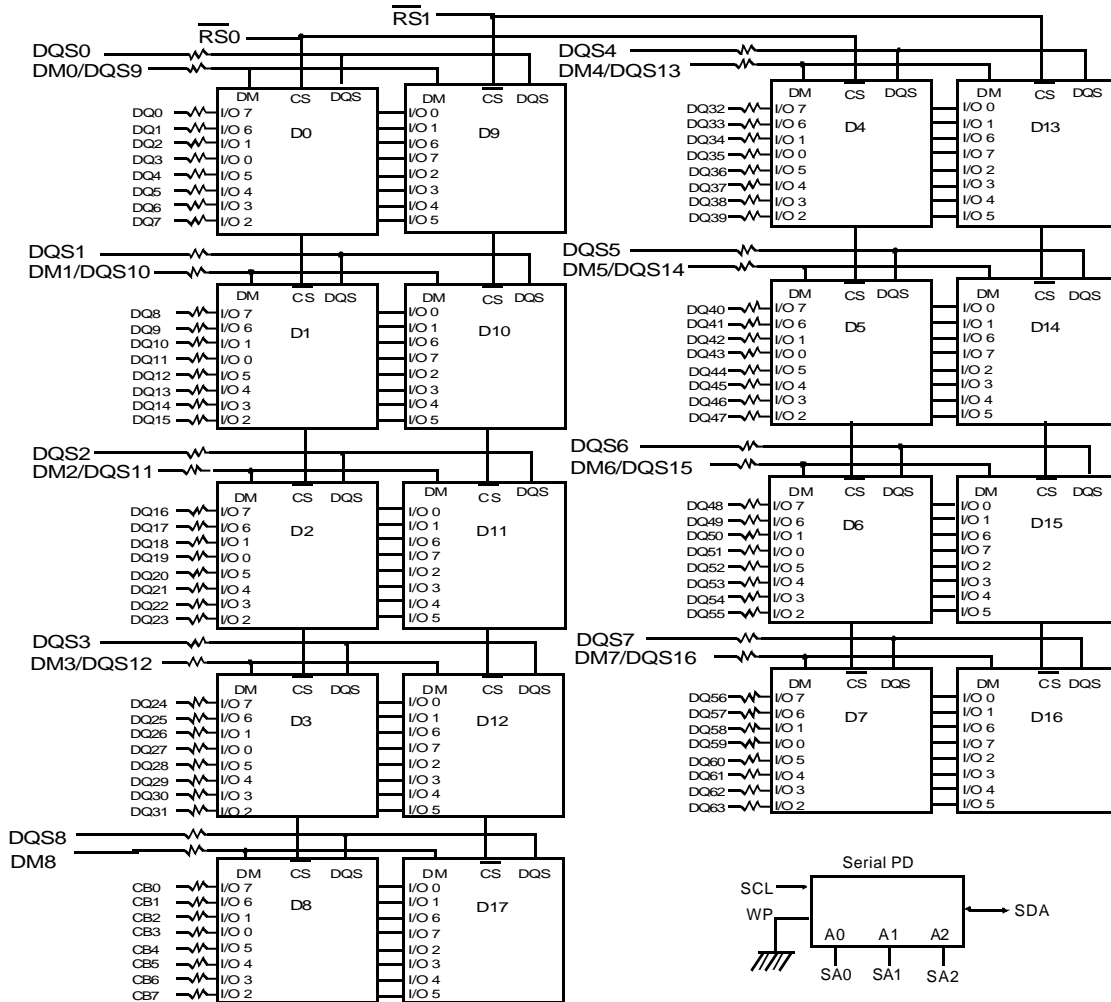 RS1
RS0
DQS0
DM0/DQS9
DM CS DQS DM CS DQS
D0 D9
DQ0 I/O 7 I/O 0
DQ1 I/O 6 I/O 1
DQ2 I/O 1 I/O 6
DQ3 I/O 0 I/O 7
DQ4 I/O 5 I/O 2
DQ5 I/O 4 I/O 3
DQ6 I/O 3 I/O 4
DQ7 I/O 2 I/O 5
DQS1
DM1/DQS10
DM CS DQS DM CS DQS
D1 D10
DQ8 I/O 7 I/O 0
DQ9 I/O 6 I/O 1
DQ10 I/O 1 I/O 6
DQ11 I/O 0 I/O 7
DQ12 I/O 5 I/O 2
DQ13 I/O 4 I/O 3
DQ14 I/O 3 I/O 4
DQ15 I/O 2 I/O 5
DQS2
DM2/DQS11
DM CS DQS DM CS DQS
D2 D11
DQ16 I/O 7 I/O 0
DQ17 I/O 6 I/O 1
DQ18 I/O 1 I/O 6
DQ19 I/O 0 I/O 7
DQ20 I/O 5 I/O 2
DQ21 I/O 4 I/O 3
DQ22 I/O 3 I/O 4
DQ23 I/O 2 I/O 5
DQS3
DM3/DQS12
DM CS DQS DM CS DQS
D3 D12
DQ24 I/O 7 I/O 0
DQ25 I/O 6 I/O 1
DQ26 I/O 1 I/O 6
DQ27 I/O 0 I/O 7
DQ28 I/O 5 I/O 2
DQ29 I/O 4 I/O 3
DQ30 I/O 3 I/O 4
DQ31 I/O 2 I/O 5
DQS8
DM8
DM CS DQS DM CS DQS
D8 D17
CB0 I/O 7 I/O 0
CB1 I/O 6 I/O 1
CB2 I/O 1 I/O 6
CB3 I/O 0 I/O 7
CB4 I/O 5 I/O 2
CB5 I/O 4 I/O 3
CB6 I/O 3 I/O 4
CB7 I/O 2 I/O 5
DQS4
DM4/DQS13
DM CS DQS DM CS DQS
D4 D13
DQ32 I/O 7 I/O 0
DQ33 I/O 6 I/O 1
DQ34 I/O 1 I/O 6
DQ35 I/O 0 I/O 7
DQ36 I/O 5 I/O 2
DQ37 I/O 4 I/O 3
DQ38 I/O 3 I/O 4
DQ39 I/O 2 I/O 5
DQS5
DM5/DQS14
DM CS DQS DM CS DQS
D5 D14
DQ40 I/O 7 I/O 0
DQ41 I/O 6 I/O 1
DQ42 I/O 1 I/O 6
DQ43 I/O 0 I/O 7
DQ44 I/O 5 I/O 2
DQ45 I/O 4 I/O 3
DQ46 I/O 3 I/O 4
DQ47 I/O 2 I/O 5
DQS6
DM6/DQS15
DM CS DQS DM CS DQS
D6 D15
DQ48 I/O 7 I/O 0
DQ49 I/O 6 I/O 1
DQ50 I/O 1 I/O 6
DQ51 I/O 0 I/O 7
DQ52 I/O 5 I/O 2
DQ53 I/O 4 I/O 3
DQ54 I/O 3 I/O 4
DQ55 I/O 2 I/O 5
DQS7
DM7/DQS16
DM CS DQS DM CS DQS
D7 D16
DQ56 I/O 7 I/O 0
DQ57 I/O 6 I/O 1
DQ58 I/O 1 I/O 6
DQ59 I/O 0 I/O 7
DQ60 I/O 5 I/O 2
DQ61 I/O 4 I/O 3
DQ62 I/O 3 I/O 4
DQ63 I/O 2 I/O 5
Serial PD
SCL
WP
SDA
A0 A1 A2
SA0 SA1 SA2